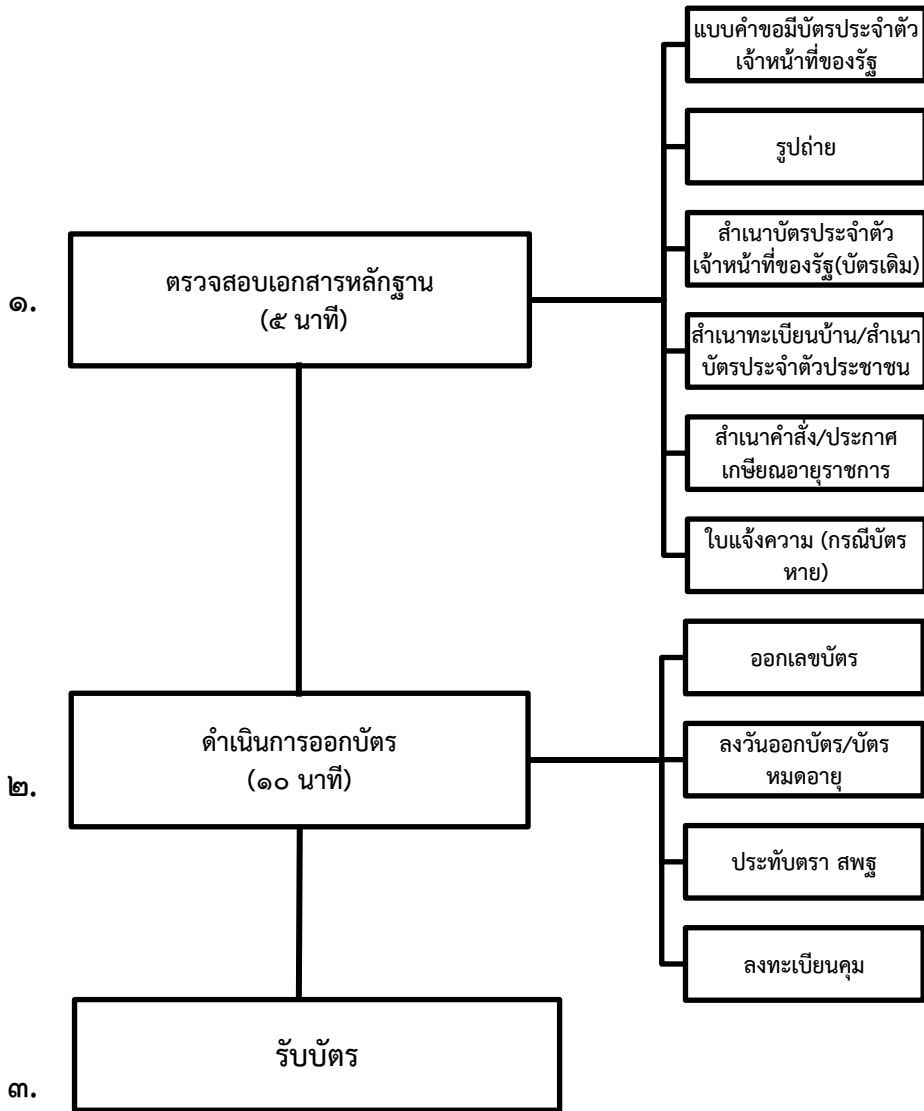 แบบคำขอมีบัตรประจำตัว
เจ้าหน้าที่ของรัฐ
รูปถ่าย
สำเนาบัตรประจำตัว
เจ้าหน้าที่ของรัฐ(บัตรเดิม)
๑.
ตรวจสอบเอกสารหลักฐาน
(๕ นาที)
สำเนาทะเบียนบ้าน/สำเนา
บัตรประจำตัวประชาชน
สำเนาคำสั่ง/ประกาศ
เกษียณอายุราชการ
ใบแจ้งความ (กรณีบัตร
หาย)
๒.
ดำเนินการออกบัตร
(๑๐ นาที)
ออกเลขบัตร
ลงวันออกบัตร/บัตร
หมดอายุ
ประทับตรา สพฐ
ลงทะเบียนคุม
๓.
รับบัตร